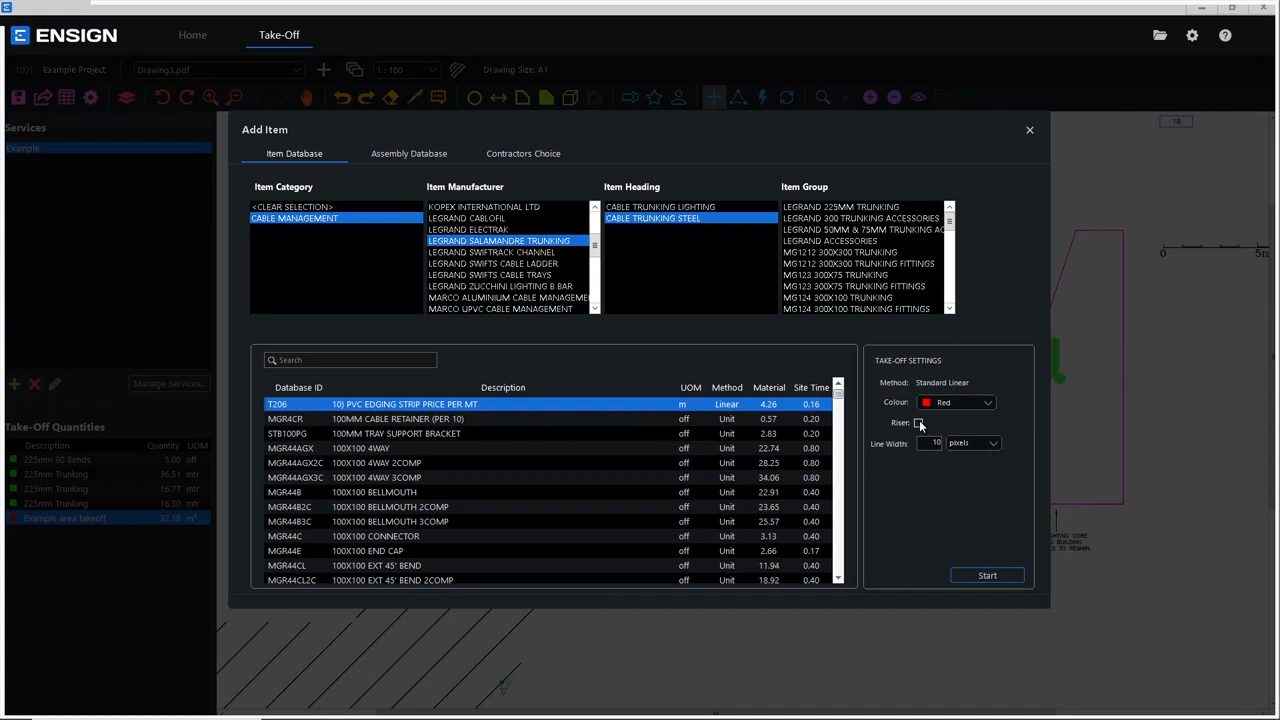 ENSIGN
Home
Take-Off
1001
Example Project
Drawing3.pdf
1 : 100
Drawing Size: A1
Services
Example
Manage Services...
Take-Off Quantities
Description Quantity UOM
225mm 90 Bends 3.00 off
225mm Trunking 36.51 mtr
225mm Trunking 16.77 mtr
225mm Trunking 16.30 mtr
Example area takeoff 32.10 m²
Add Item
Item Database
Assembly Database
Contractors Choice
Item Category
<CLEAR SELECTION>
CABLE MANAGEMENT
Item Manufacturer
KOPEX INTERNATIONAL LTD
LEGRAND CABLOFIL
LEGRAND ELECTRAK
LEGRAND SALAMANDRE TRUNKING
LEGRAND SWIFTRACK CHANNEL
LEGRAND SWIFTS CABLE LADDER
LEGRAND SWIFTS CABLE TRAYS
LEGRAND ZUCCHINI LIGHTING B BAR
MARCO ALUMINIUM CABLE MANAGEME
MARCO UPVC CABLE MANAGEMENT
Item Heading
CABLE TRUNKING LIGHTING
CABLE TRUNKING STEEL
Item Group
LEGRAND 225MM TRUNKING
LEGRAND 300 TRUNKING ACCESSORIES
LEGRAND 50MM & 75MM TRUNKING AC
LEGRAND ACCESSORIES
MG1212 300X300 TRUNKING
MG1212 300X300 TRUNKING FITTINGS
MG123 300X75 TRUNKING
MG123 300X75 TRUNKING FITTINGS
MG124 300X100 TRUNKING
MG124 300X100 TRUNKING FITTINGS
Search
Database ID Description UOM Method Material Site Time
T206 10) PVC EDGING STRIP PRICE PER MT m Linear 4.26 0.16
MGR4CR 100MM CABLE RETAINER (PER 10) off Unit 0.57 0.20
STB100PG 100MM TRAY SUPPORT BRACKET off Unit 2.83 0.20
MGR44AGX 100X100 4WAY off Unit 22.74 0.80
MGR44AGX2C 100X100 4WAY 2COMP off Unit 28.25 0.80
MGR44AGX3C 100X100 4WAY 3COMP off Unit 34.06 0.80
MGR44B 100X100 BELLMOUTH off Unit 22.91 0.40
MGR44B2C 100X100 BELLMOUTH 2COMP off Unit 23.65 0.40
MGR44B3C 100X100 BELLMOUTH 3COMP off Unit 25.57 0.40
MGR44C 100X100 CONNECTOR off Unit 3.13 0.40
MGR44E 100X100 END CAP off Unit 2.66 0.17
MGR44CL 100X100 EXT 45' BEND off Unit 11.94 0.40
MGR44CL2C 100X100 EXT 45' BEND 2COMP off Unit 18.92 0.40
TAKE-OFF SETTINGS
Method: Standard Linear
Colour: Red
Riser:
Line Width: 10 pixels
Start
1B
0 5m